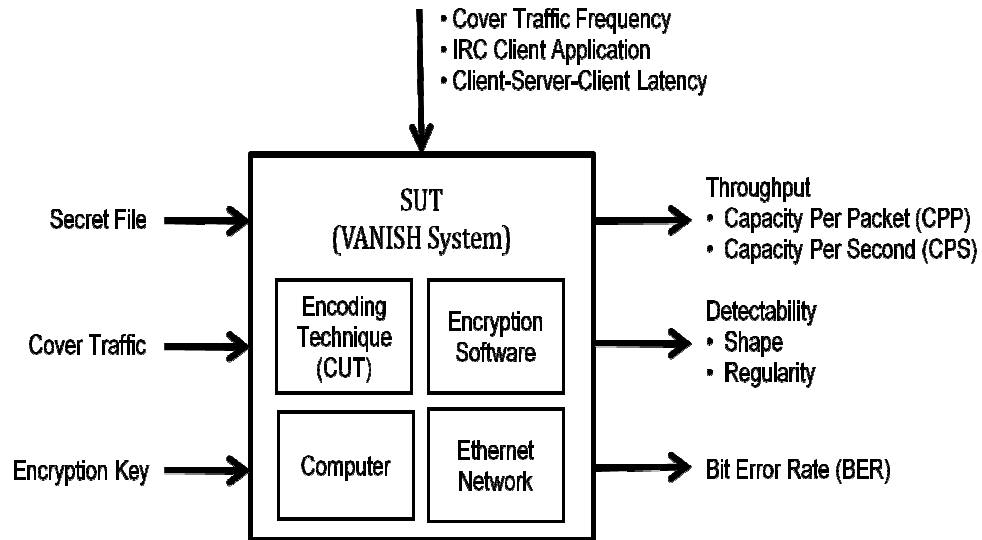 • Cover Traffic Frequency
• IRC Client Application
• Client-Server-Client Latency
SUT
(VANISH System)
Secret File
Cover Traffic
Encryption Key
Encoding
Technique
(CUT)
Encryption
Software
Computer
Ethernet
Network
Throughput
• Capacity Per Packet (CPP)
• Capacity Per Second (CPS)
Detectability
• Shape
• Regularity
Bit Error Rate (BER)